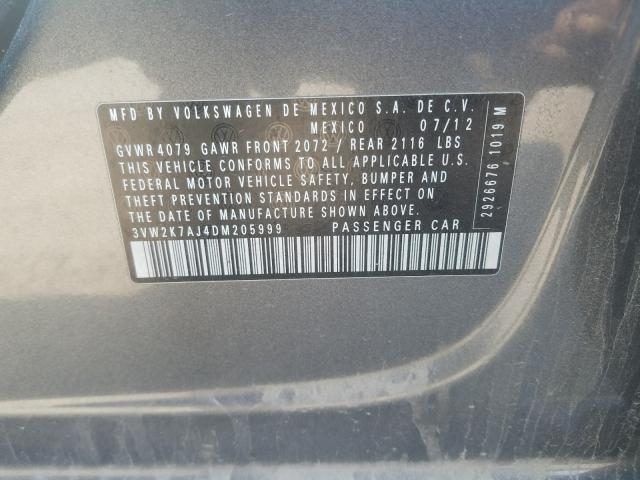 MFD BY VOLKSWAGEN DE MEXICO S.A. DE C.V.
MEXICO 07/12
GVWR 4079 GAWR FRONT 2072 / REAR 2116 LBS
THIS VEHICLE CONFORMS TO ALL APPLICABLE U.S.
FEDERAL MOTOR VEHICLE SAFETY, BUMPER AND
THEFT PREVENTION STANDARDS IN EFFECT ON
THE DATE OF MANUFACTURE SHOWN ABOVE.
3VW2K7AJ4DM205999 PASSENGER CAR
2926676 1019 M